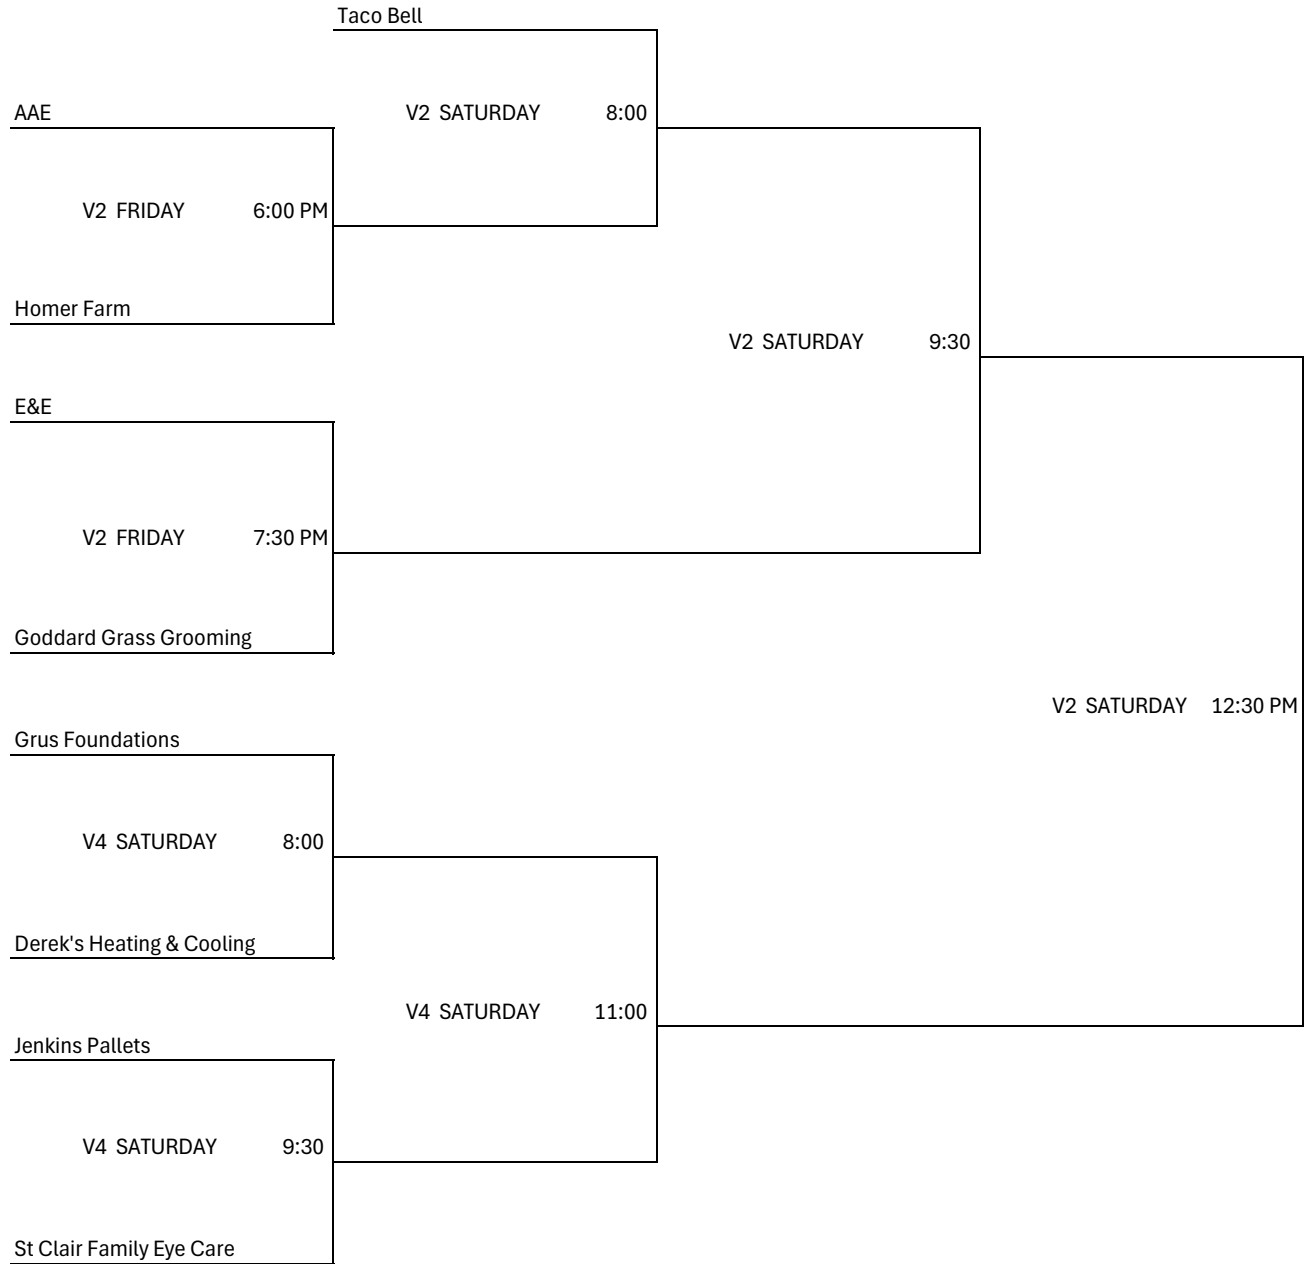 Taco Bell
AAE
V2 SATURDAY 8:00
V2 FRIDAY 6:00 PM
Homer Farm
V2 SATURDAY 9:30
E&E
V2 FRIDAY 7:30 PM
Goddard Grass Grooming
V2 SATURDAY 12:30 PM
Grus Foundations
V4 SATURDAY 8:00
Derek's Heating & Cooling
V4 SATURDAY 11:00
Jenkins Pallets
V4 SATURDAY 9:30
St Clair Family Eye Care